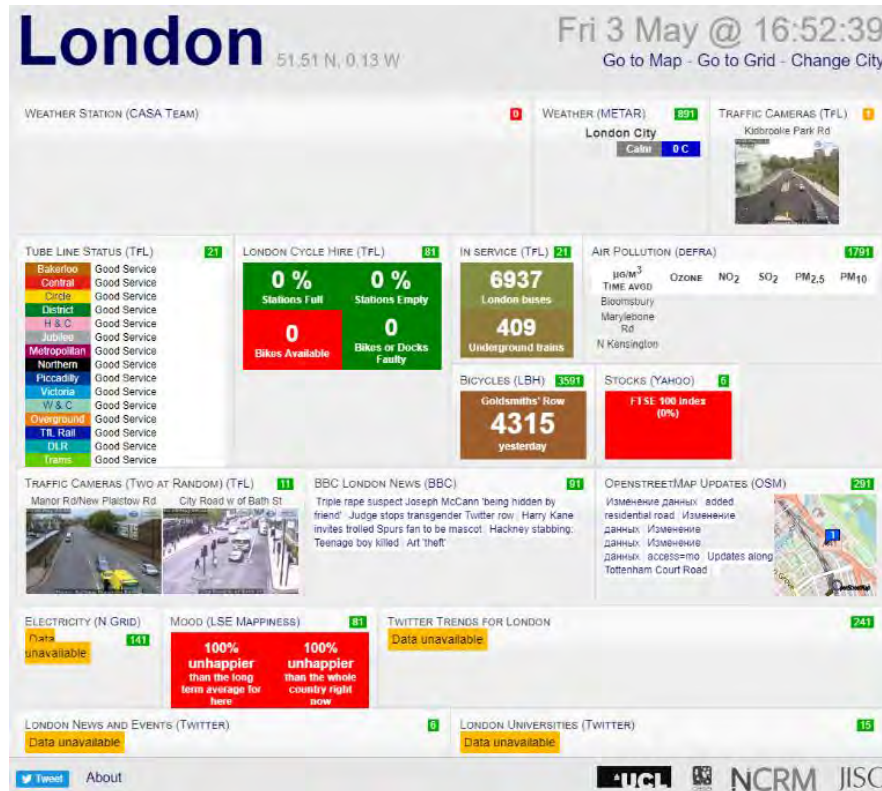 London 51.51 N, 0.13 W
Fri 3 May @ 16:52:39
Go to Map - Go to Grid - Change City
WEATHER STATION (CASA TEAM) 0
WEATHER (METAR) 891
London City
Calm 0 C
TRAFFIC CAMERAS (TFL)
Kidbrooke Park Rd
TUBE LINE STATUS (TFL) 21
Bakerloo Good Service
Central Good Service
Circle Good Service
District Good Service
H & C Good Service
Jubilee Good Service
Metropolitan Good Service
Northern Good Service
Piccadilly Good Service
Victoria Good Service
W & C Good Service
Overground Good Service
TfL Rail Good Service
DLR Good Service
Trams Good Service
LONDON CYCLE HIRE (TFL) 81
0 % 0 %
Stations Full Stations Empty
0 0
Bikes Available Bikes or Docks
Faulty
IN SERVICE (TFL) 21
6937
London buses
409
Underground trains
AIR POLLUTION (DEFRA) 1791
µG/M3 OZONE NO2 SO2 PM2.5 PM10
TIME AVGD
Bloomsbury
Marylebone
Rd
N Kensington
BICYCLES (LBH) 3591
Goldsmiths' Row
4315
yesterday
STOCKS (YAHOO) 6
FTSE 100 index
(0%)
TRAFFIC CAMERAS (TWO AT RANDOM) (TFL) 11
Manor Rd/New Plaistow Rd City Road w of Bath St
BBC LONDON NEWS (BBC) 91
Triple rape suspect Joseph McCann 'being hidden by
friend' Judge stops transgender Twitter row Harry Kane
invites trolled Spurs fan to be mascot Hackney stabbing:
Teenage boy killed Art 'theft'
OPENSTREETMAP UPDATES (OSM) 291
Изменение данных added
residential road Изменение
данных Изменение
данных Изменение
данных access=mo Updates along
Tottenham Court Road
1
ELECTRICITY (N GRID) 141
Data
unavailable
MOOD (LSE MAPPINESS) 81
100% 100%
unhappier unhappier
than the long than the whole
term average for country right
here now
TWITTER TRENDS FOR LONDON 241
Data unavailable
LONDON NEWS AND EVENTS (TWITTER) 6
Data unavailable
LONDON UNIVERSITIES (TWITTER) 15
Data unavailable
Tweet About
UCL NCRM JISC